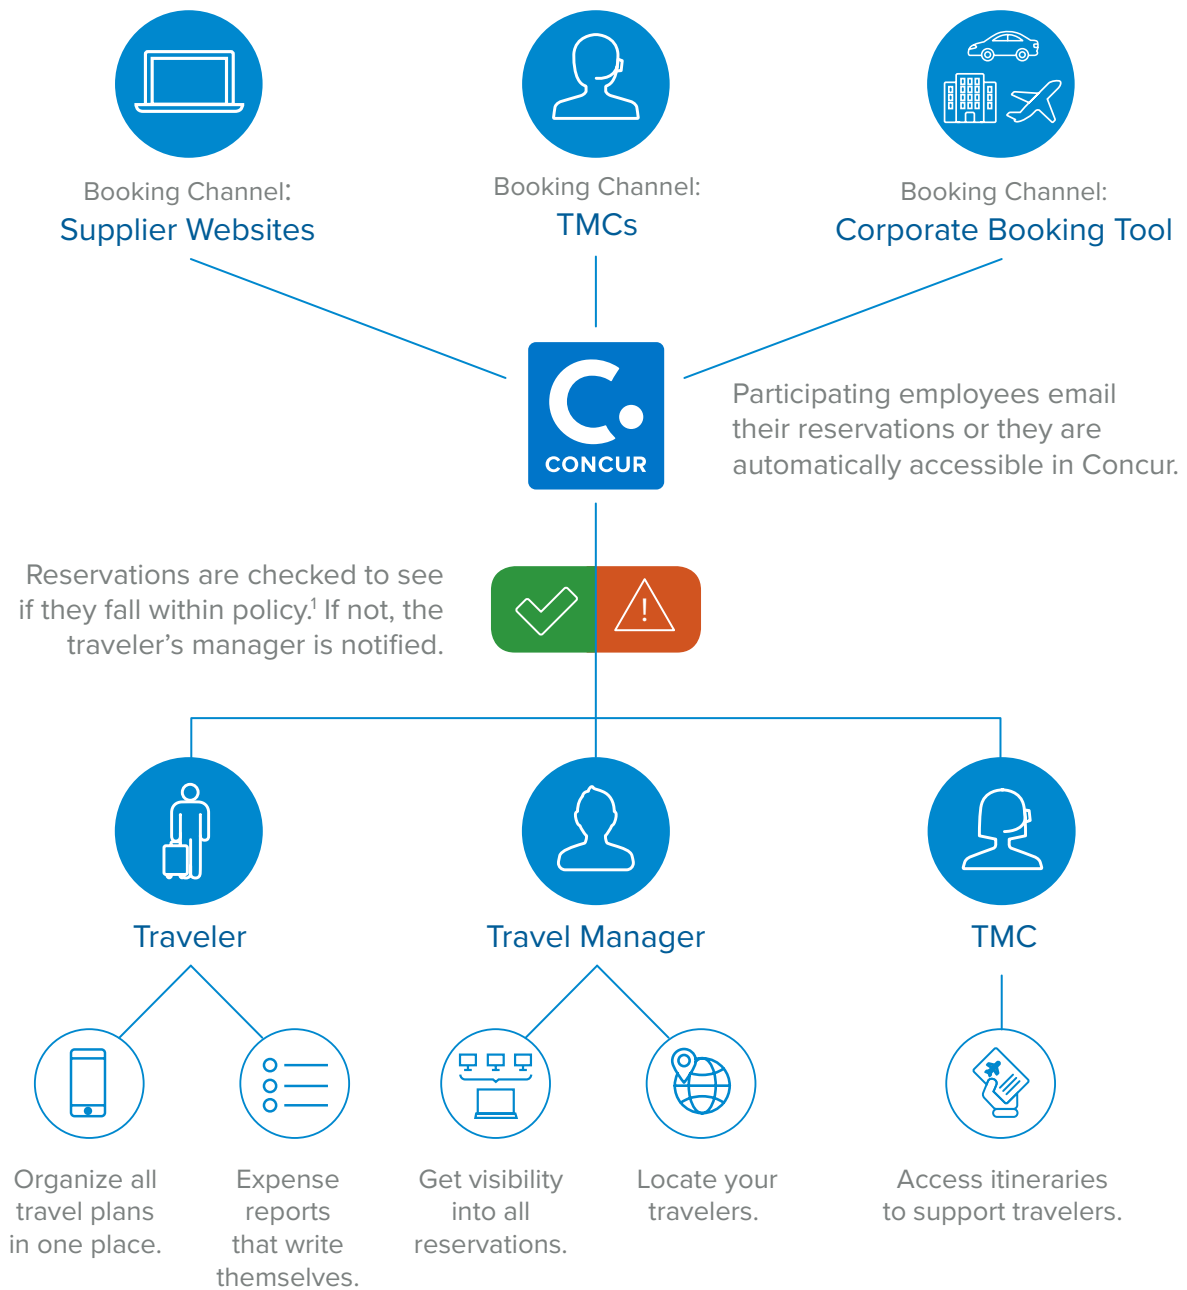 Booking Channel:
Supplier Websites
Booking Channel:
TMCs
Booking Channel:
Corporate Booking Tool
CONCUR
Participating employees email
their reservations or they are
automatically accessible in Concur.
Reservations are checked to see
if they fall within policy.¹ If not, the
traveler’s manager is notified.
!
Traveler
Travel Manager
TMC
Organize all
travel plans
in one place.
Expense
reports
that write
themselves.
Get visibility
into all
reservations.
Locate your
travelers.
Access itineraries
to support travelers.